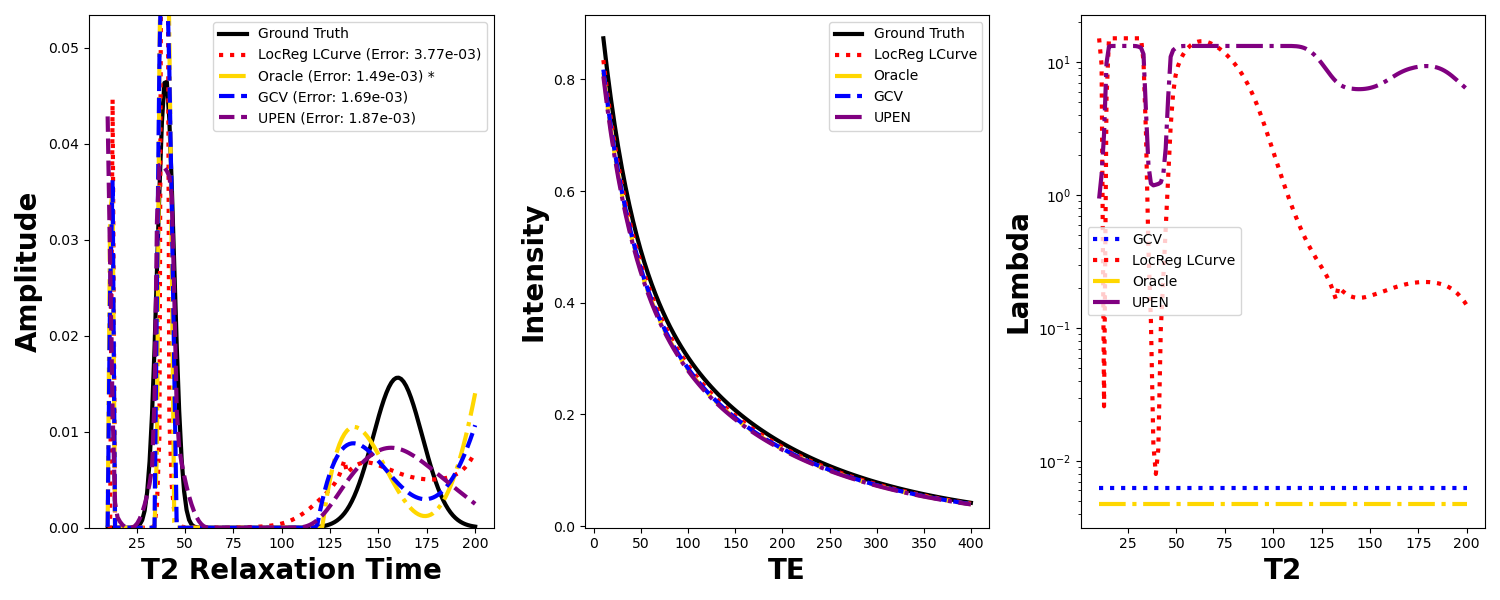 Amplitude
0.05
0.04
0.03
0.02
0.01
0.00
Ground Truth
LocReg LCurve (Error: 3.77e-03)
Oracle (Error: 1.49e-03) *
GCV (Error: 1.69e-03)
UPEN (Error: 1.87e-03)
25 50 75 100 125 150 175 200
T2 Relaxation Time
Intensity
0.8
0.6
0.4
0.2
0.0
Ground Truth
LocReg LCurve
Oracle
GCV
UPEN
0 50 100 150 200 250 300 350 400
TE
Lambda
10¹
10⁰
10⁻¹
10⁻²
GCV
LocReg LCurve
Oracle
UPEN
25 50 75 100 125 150 175 200
T2